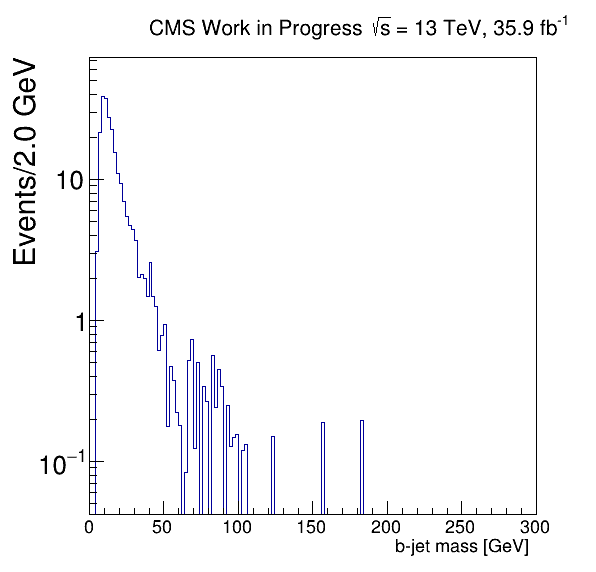 CMS Work in Progress √s = 13 TeV, 35.9 fb⁻¹
Events/2.0 GeV
10
1
10⁻¹
0 50 100 150 200 250 300
b-jet mass [GeV]